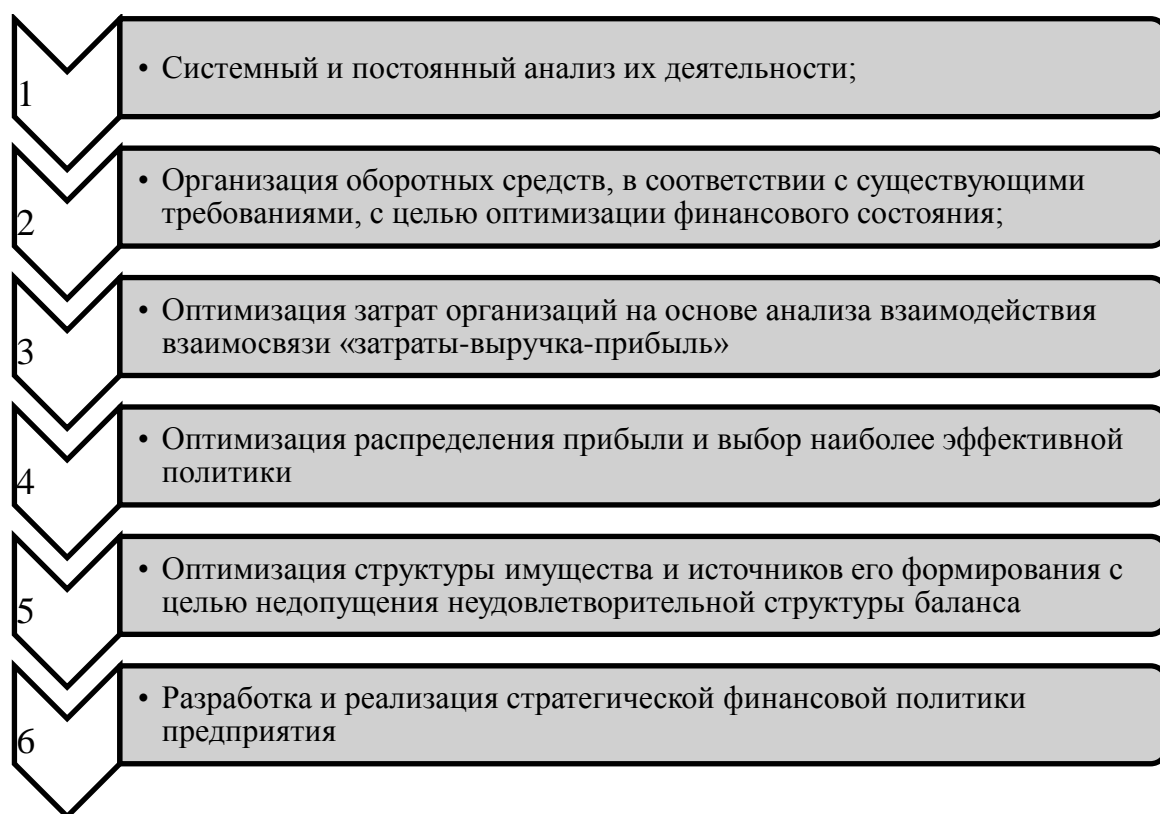 1
• Системный и постоянный анализ их деятельности;
2
• Организация оборотных средств, в соответствии с существующими
требованиями, с целью оптимизации финансового состояния;
3
• Оптимизация затрат организаций на основе анализа взаимодействия
взаимосвязи «затраты-выручка-прибыль»
4
• Оптимизация распределения прибыли и выбор наиболее эффективной
политики
5
• Оптимизация структуры имущества и источников его формирования с
целью недопущения неудовлетворительной структуры баланса
6
• Разработка и реализация стратегической финансовой политики
предприятия